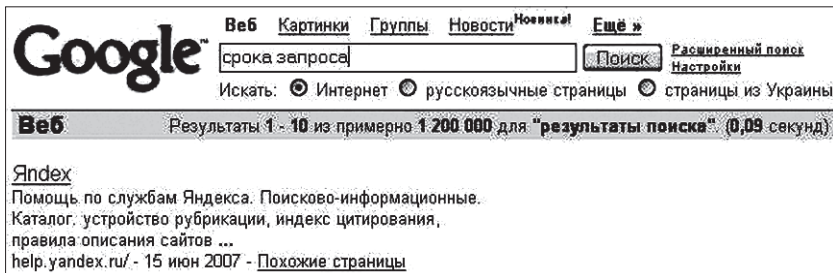 Google
Веб Картинки Группы Новости Новинка! Ещё »
срока запроса Поиск Расширенный поиск
Настройки
Искать: Интернет русскоязычные страницы страницы из Украины
Веб Результаты 1 - 10 из примерно 1 200 000 для "результаты поиска". (0,09 секунд)
Яndex
Помощь по службам Яндекса. Поисково-информационные.
Каталог. устройство рубрикации, индекс цитирования,
правила описания сайтов ...
help.yandex.ru/ - 15 июн 2007 - Похожие страницы